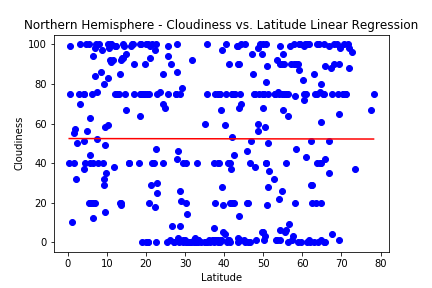 Northern Hemisphere - Cloudiness vs. Latitude Linear Regression
100
80
60
40
20
0
Cloudiness
0 10 20 30 40 50 60 70 80
Latitude